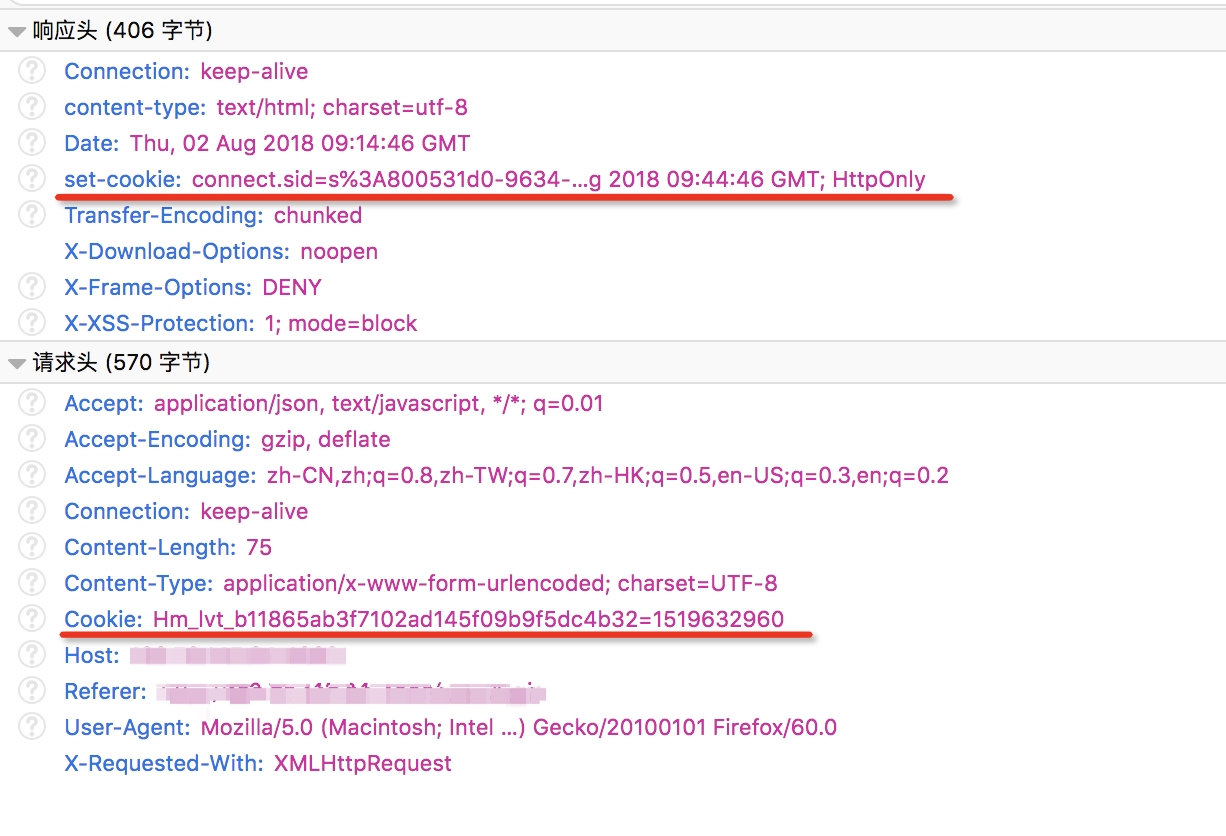 响应头 (406 字节)
Connection: keep-alive
content-type: text/html; charset=utf-8
Date: Thu, 02 Aug 2018 09:14:46 GMT
set-cookie: connect.sid=s%3A800531d0-9634-...g 2018 09:44:46 GMT; HttpOnly
Transfer-Encoding: chunked
X-Download-Options: noopen
X-Frame-Options: DENY
X-XSS-Protection: 1; mode=block
请求头 (570 字节)
Accept: application/json, text/javascript, */*; q=0.01
Accept-Encoding: gzip, deflate
Accept-Language: zh-CN,zh;q=0.8,zh-TW;q=0.7,zh-HK;q=0.5,en-US;q=0.3,en;q=0.2
Connection: keep-alive
Content-Length: 75
Content-Type: application/x-www-form-urlencoded; charset=UTF-8
Cookie: Hm_lvt_b11865ab3f7102ad145f09b9f5dc4b32=1519632960
Host:
Referer:
User-Agent: Mozilla/5.0 (Macintosh; Intel ...) Gecko/20100101 Firefox/60.0
X-Requested-With: XMLHttpRequest